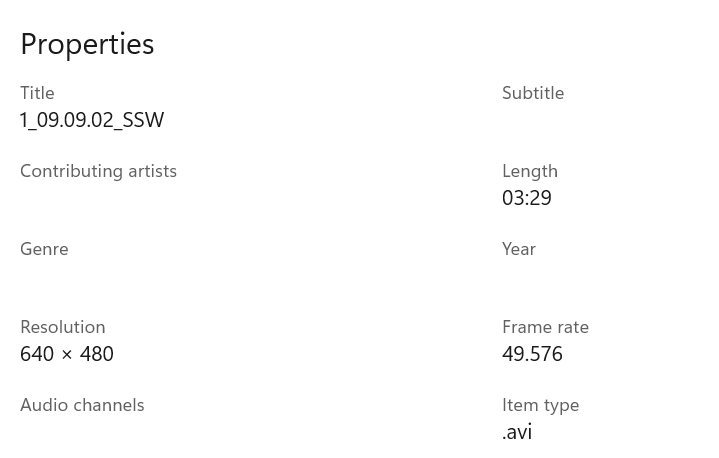 Properties
Title
Subtitle
1_09.09.02_SSW
Contributing artists
Length
03:29
Genre
Year
Resolution
Frame rate
640 × 480
49.576
Audio channels
Item type
.avi